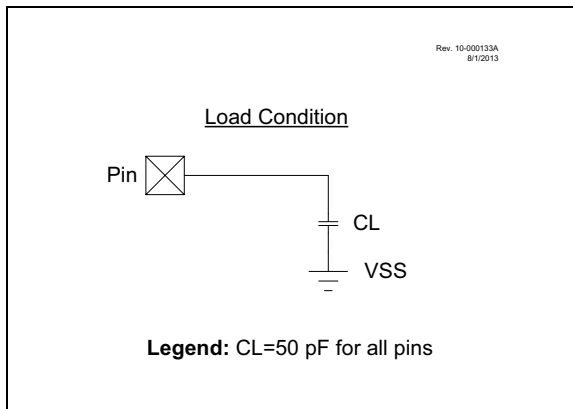 Rev. 10-000133A
8/1/2013
Load Condition
Pin
CL
VSS
Legend: CL=50 pF for all pins